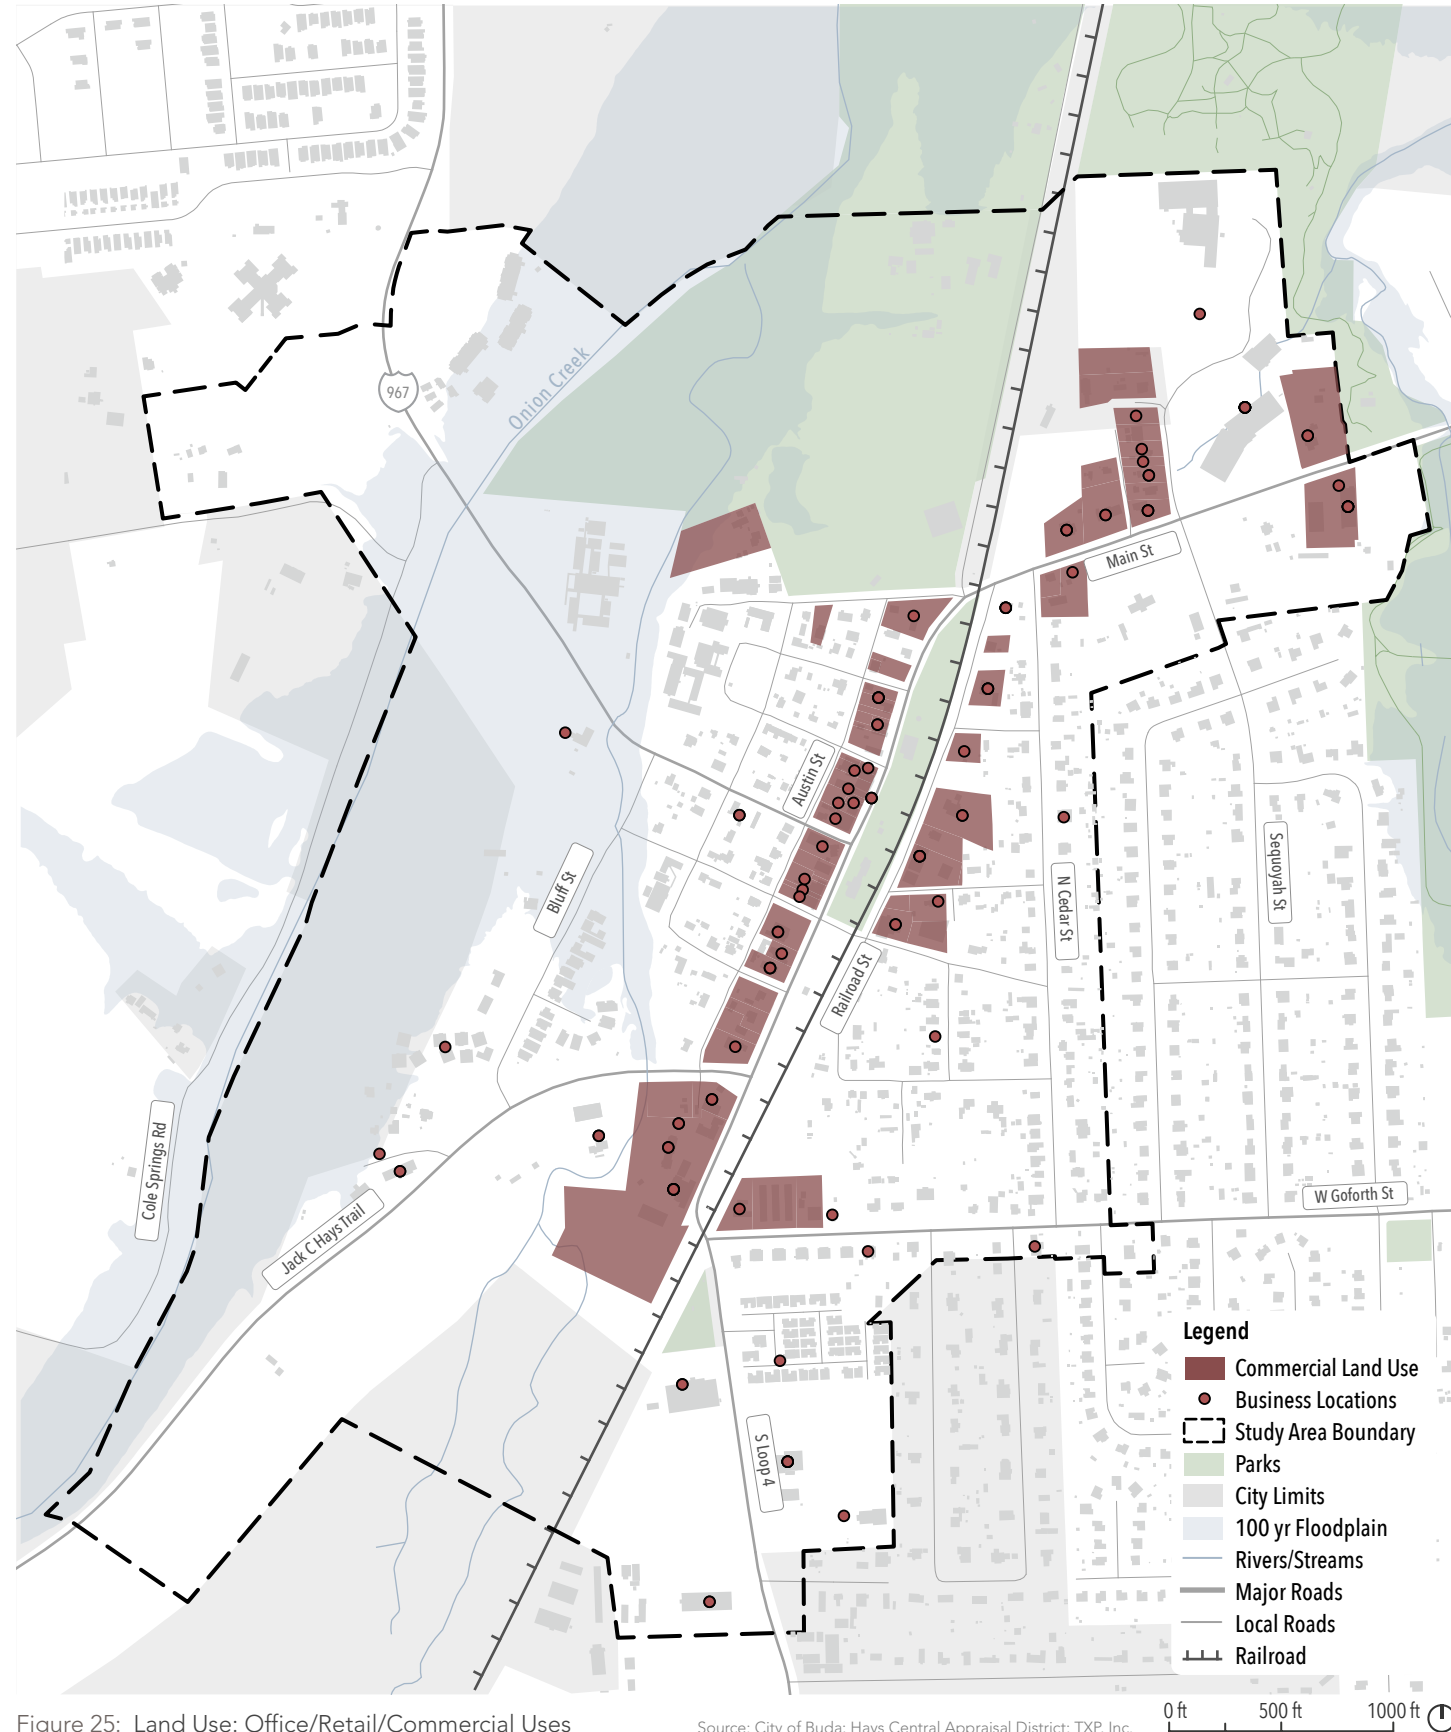 967
Onion Creek
Main St
Austin St
Bluff St
N Cedar St
Sequoyah St
Railroad St
Cole Springs Rd
Jack C Hays Trail
W Goforth St
S Loop 4
Legend
Commercial Land Use
Business Locations
Study Area Boundary
Parks
City Limits
100 yr Floodplain
Rivers/Streams
Major Roads
Local Roads
Railroad
0 ft 500 ft 1000 ft
Figure 25: Land Use: Office/Retail/Commercial Uses
Source: City of Buda; Hays Central Appraisal District; TXP, Inc.